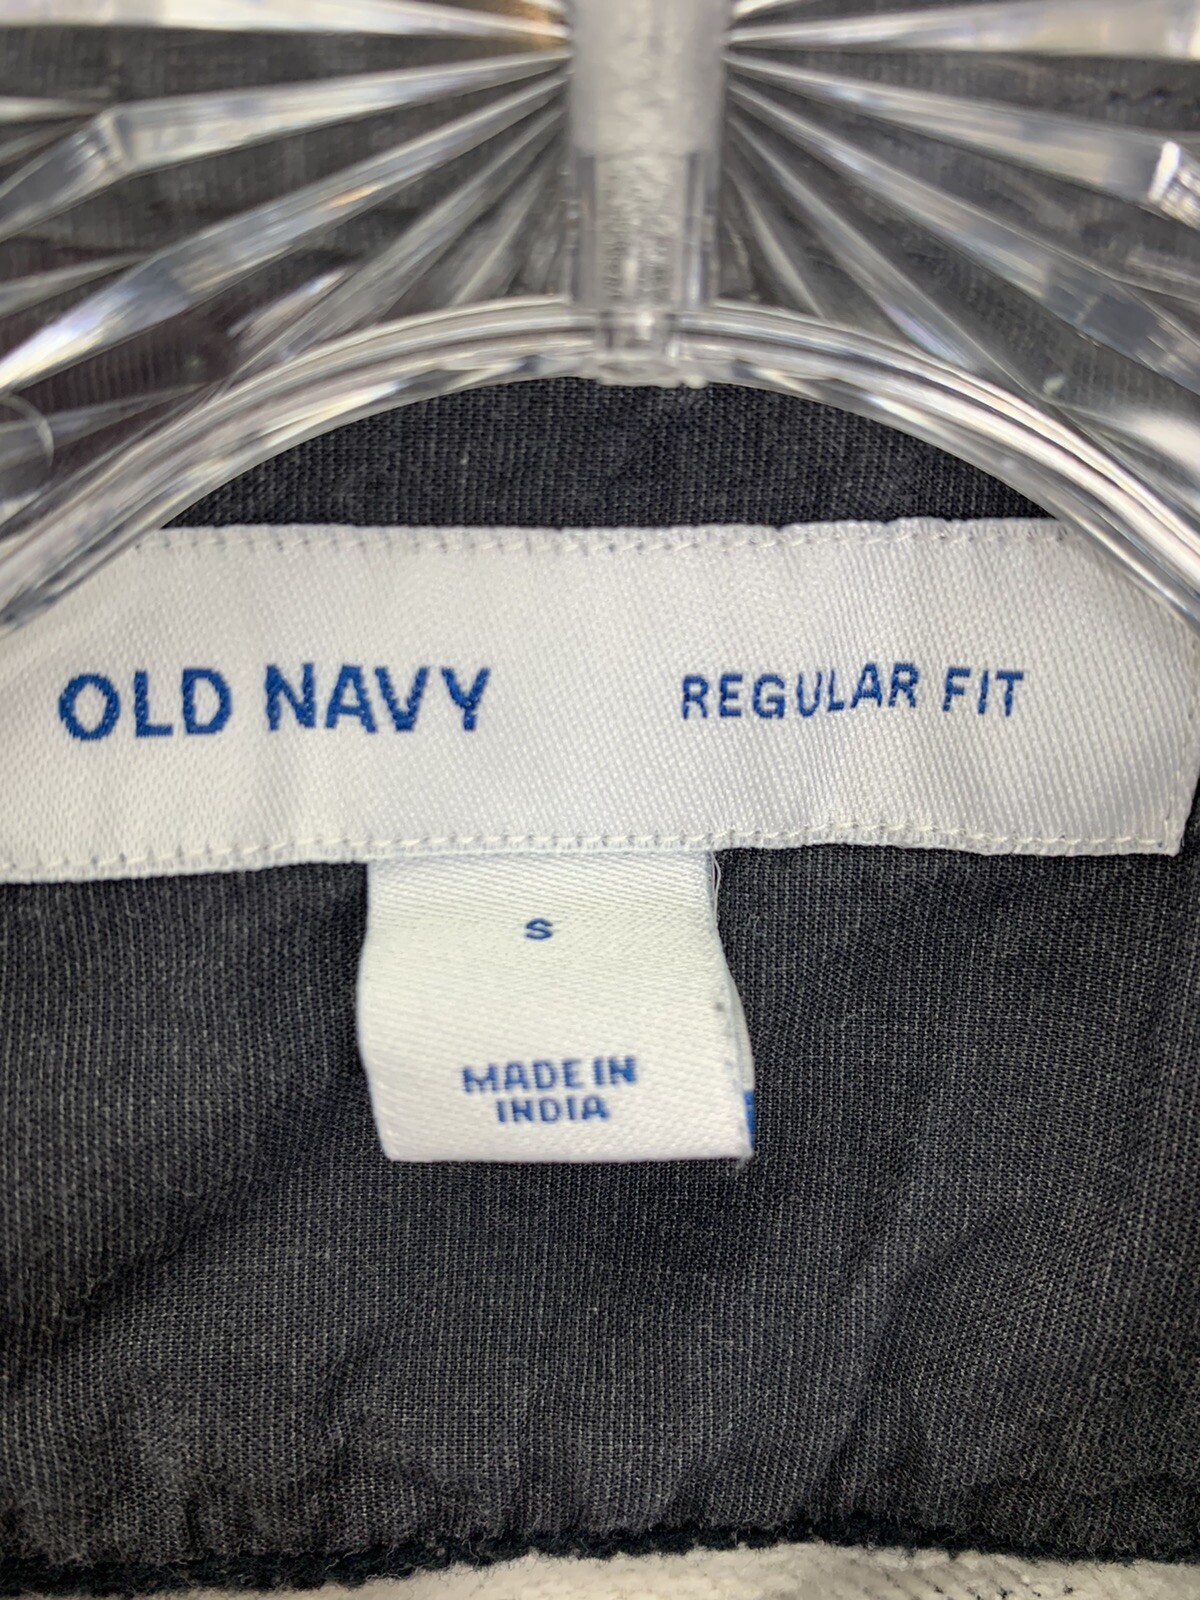 OLD NAVY REGULAR FIT
S
MADE IN
INDIA